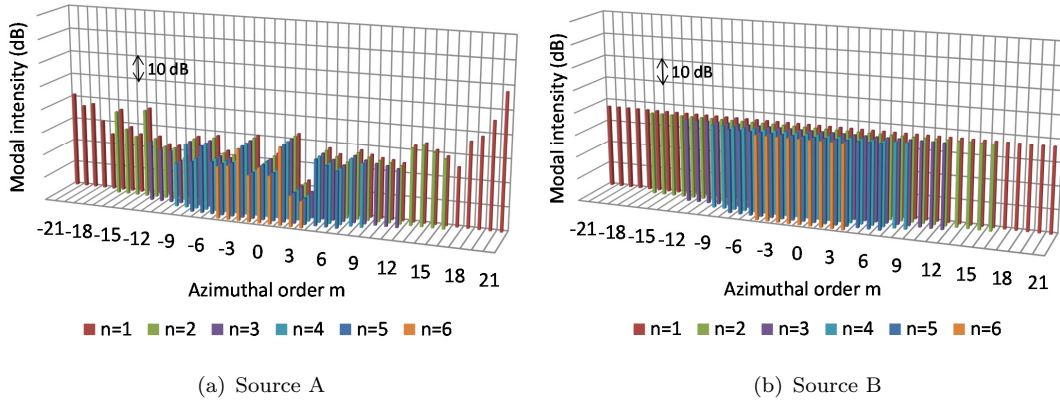 Modal intensity (dB)
10 dB
-21 -18 -15 -12 -9 -6 -3 0 3 6 9 12 15 18 21
Azimuthal order m
n=1 n=2 n=3 n=4 n=5 n=6
(a) Source A
Modal intensity (dB)
10 dB
-21 -18 -15 -12 -9 -6 -3 0 3 6 9 12 15 18 21
Azimuthal order m
n=1 n=2 n=3 n=4 n=5 n=6
(b) Source B